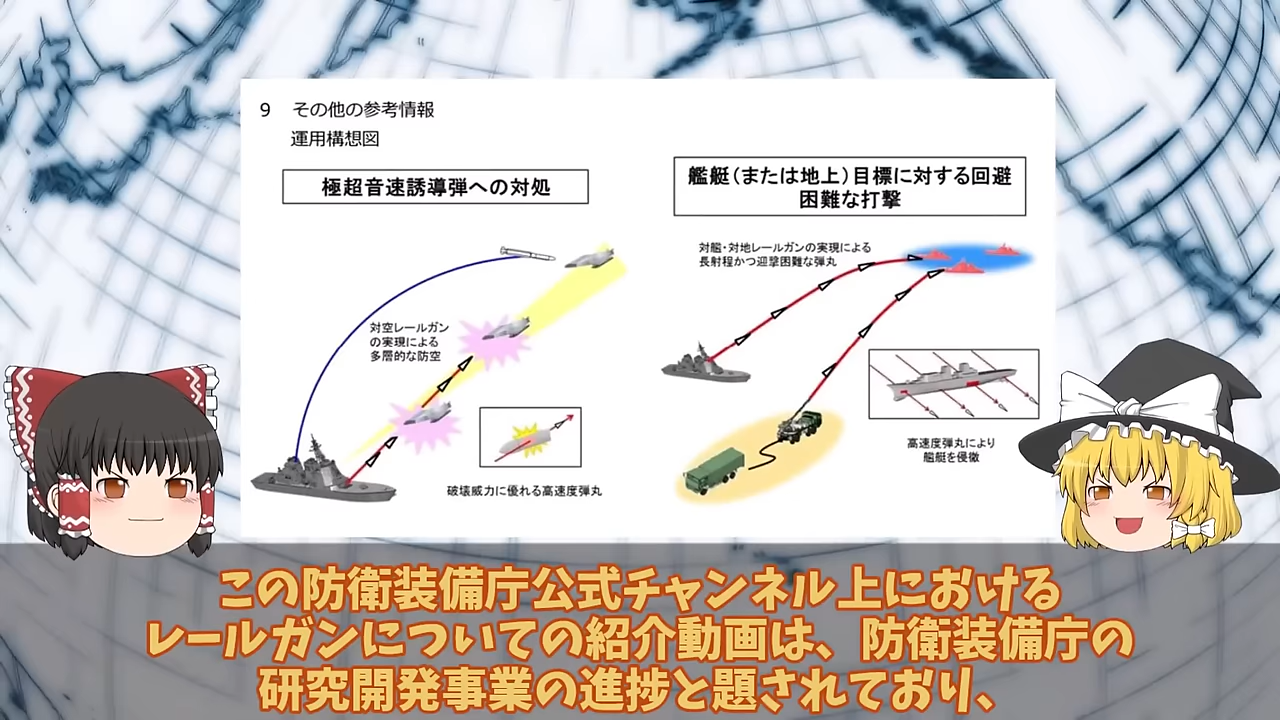 9 その他の参考情報
運用構想図
極超音速誘導弾への対処
対空レールガン
の実現による
多層的な防空
破壊威力に優れる高速度弾丸
艦艇(または地上)目標に対する回避
困難な打撃
対艦・対地レールガンの実現による
長射程かつ迎撃困難な弾丸
高速度弾丸により
艦艇を侵徹
この防衛装備庁公式チャンネル上における
レールガンについての紹介動画は、防衛装備庁の
研究開発事業の進捗と題されており、